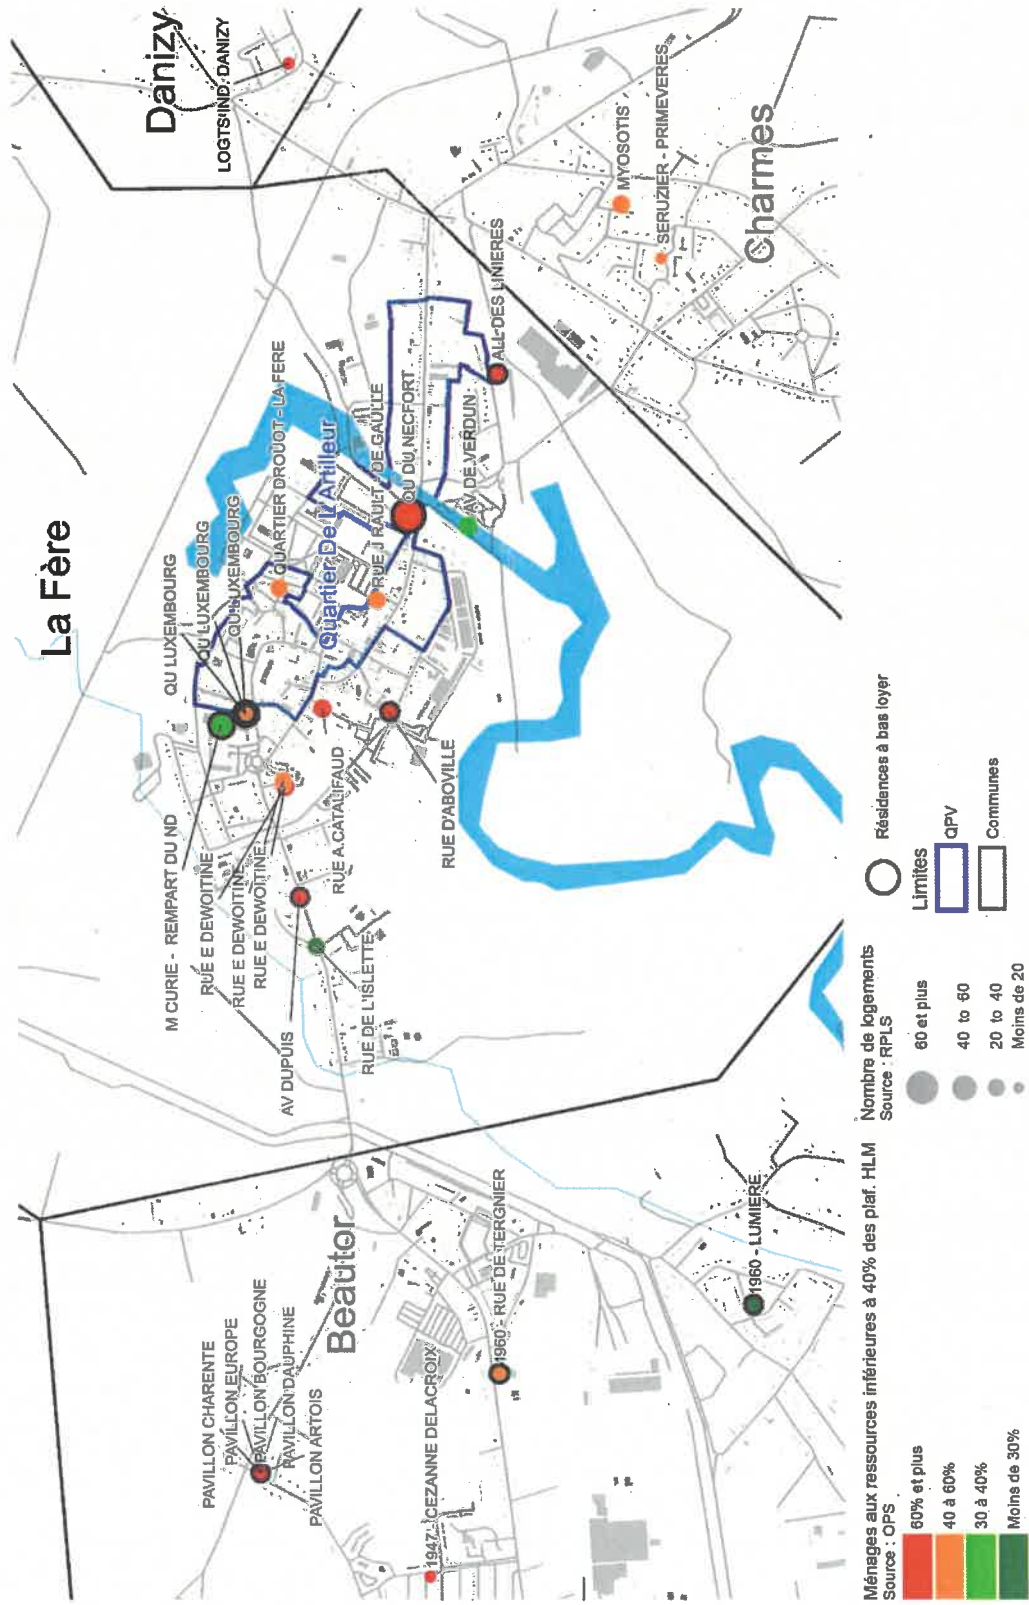 La Fère
Danizy
LOGTS IND. DANIZY
QU LUXEMBOURG
QU LUXEMBOURG
QU LUXEMBOURG
QUARTIER DROUOT - LA FERE
Quartier De L'Artilleur
RUE J RAULT - DE GAULLE
QU DU NECFORT
AV DE VERDUN
ALL DES LINIERES
MYOSOTIS
SERUZIER - PRIMEVERES
Charmes
M CURIE - REMPART DU ND
RUE E DEWOITINE
RUE E DEWOITINE
RUE E DEWOITINE
RUE A.CATALIFAUD
RUE D'ABOVILLE
AV DUPUIS
RUE DE L'ISLETTE
Beautor
PAVILLON CHARENTE
PAVILLON EUROPE
PAVILLON BOURGOGNE
PAVILLON DAUPHINE
PAVILLON ARTOIS
1947 - CEZANNE DELACROIX
1960 - RUE DE TERGNIER
1960 - LUMIERE
Ménages aux ressources inférieures à 40% des plaf. HLM
Source : OPS
60% et plus
40 à 60%
30 à 40%
Moins de 30%
Nombre de logements
Source : RPLS
60 et plus
40 to 60
20 to 40
Moins de 20
Résidences à bas loyer
Limites
QPV
Communes